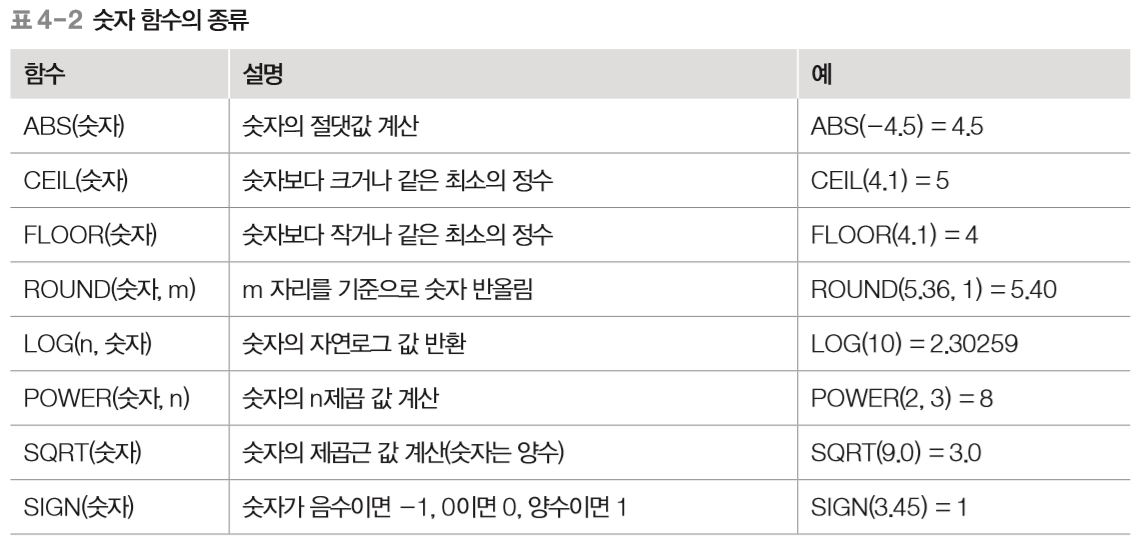 표 4-2 숫자 함수의 종류
함수 설명 예
ABS(숫자) 숫자의 절댓값 계산 ABS(-4.5) = 4.5
CEIL(숫자) 숫자보다 크거나 같은 최소의 정수 CEIL(4.1) = 5
FLOOR(숫자) 숫자보다 작거나 같은 최소의 정수 FLOOR(4.1) = 4
ROUND(숫자, m) m 자리를 기준으로 숫자 반올림 ROUND(5.36, 1) = 5.40
LOG(n, 숫자) 숫자의 자연로그 값 반환 LOG(10) = 2.30259
POWER(숫자, n) 숫자의 n제곱 값 계산 POWER(2, 3) = 8
SQRT(숫자) 숫자의 제곱근 값 계산(숫자는 양수) SQRT(9.0) = 3.0
SIGN(숫자) 숫자가 음수이면 -1, 0이면 0, 양수이면 1 SIGN(3.45) = 1